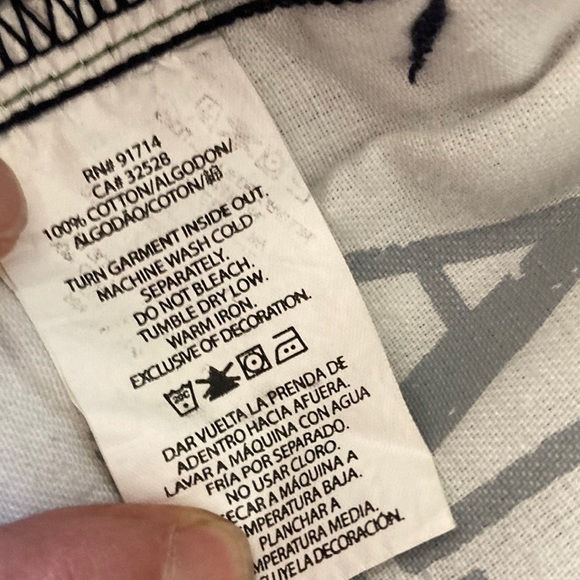 RN# 91714
CA# 32528
100% COTTON/ALGODON/
ALGODÃO/COTON/綿
TURN GARMENT INSIDE OUT.
MACHINE WASH COLD
SEPARATELY.
DO NOT BLEACH.
TUMBLE DRY LOW.
WARM IRON.
EXCLUSIVE OF DECORATION.
DAR VUELTA LA PRENDA DE
ADENTRO HACIA AFUERA.
LAVAR A MÁQUINA CON AGUA
FRÍA POR SEPARADO.
NO USAR CLORO.
SECAR A MÁQUINA A
TEMPERATURA BAJA.
PLANCHAR A
TEMPERATURA MEDIA.
LA DECORACIÓN.